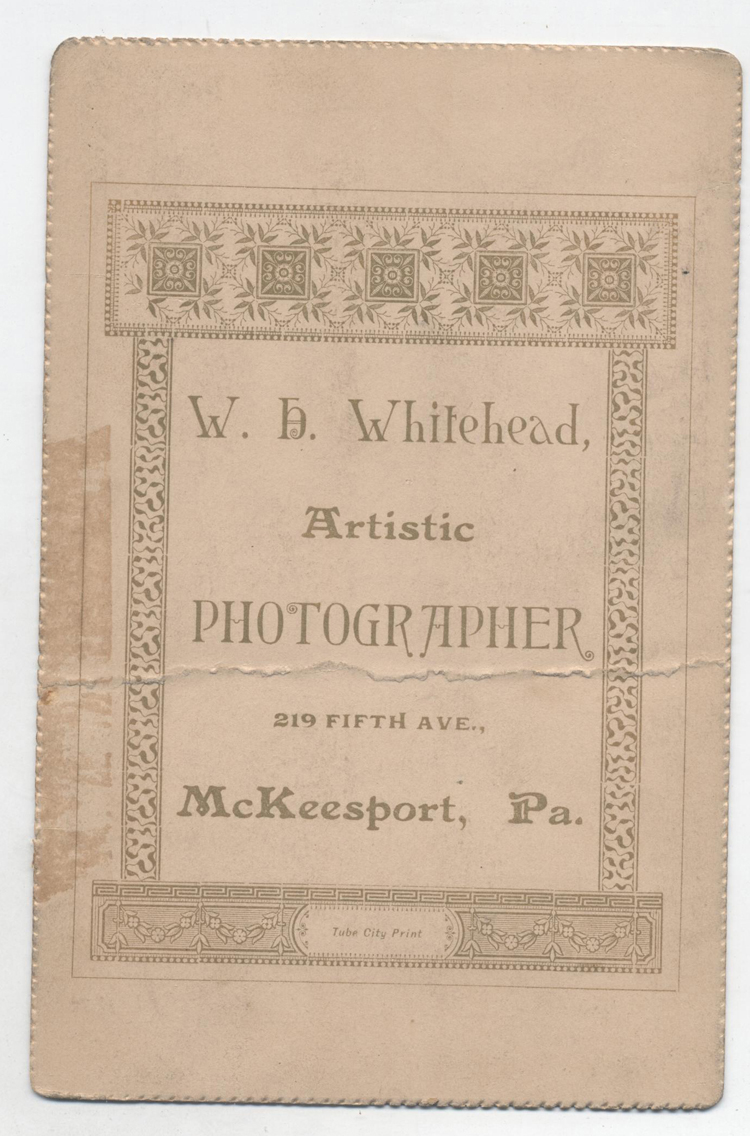 W. H. Whitehead,
Artistic
PHOTOGRAPHER
219 FIFTH AVE.,
McKeesport, Pa.
Tube City Print